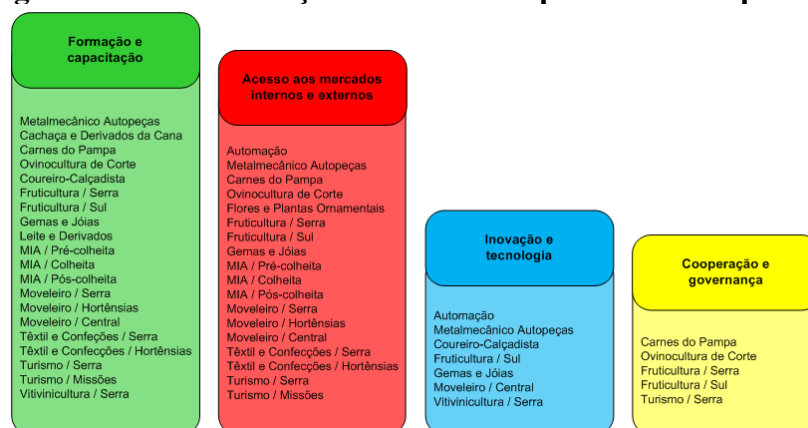 Formação e
capacitação
Metalmecânico Autopeças
Cachaça e Derivados da Cana
Carnes do Pampa
Ovinocultura de Corte
Coureiro-Calçadista
Fruticultura / Serra
Fruticultura / Sul
Gemas e Jóias
Leite e Derivados
MIA / Pré-colheita
MIA / Colheita
MIA / Pós-colheita
Moveleiro / Serra
Moveleiro / Hortênsias
Moveleiro / Central
Têxtil e Confeções / Serra
Têxtil e Confecções / Hortênsias
Turismo / Serra
Turismo / Missões
Vitivinicultura / Serra
Acesso aos mercados
internos e externos
Automação
Metalmecânico Autopeças
Carnes do Pampa
Ovinocultura de Corte
Flores e Plantas Ornamentais
Fruticultura / Serra
Fruticultura / Sul
Gemas e Jóias
MIA / Pré-colheita
MIA / Colheita
MIA / Pós-colheita
Moveleiro / Serra
Moveleiro / Hortênsias
Moveleiro / Central
Têxtil e Confecções / Serra
Têxtil e Confecções / Hortênsias
Turismo / Serra
Turismo / Missões
Inovação e
tecnologia
Automação
Metalmecânico Autopeças
Coureiro-Calçadista
Fruticultura / Sul
Gemas e Jóias
Moveleiro / Central
Vitivinicultura / Serra
Cooperação e
governança
Carnes do Pampa
Ovinocultura de Corte
Fruticultura / Serra
Fruticultura / Sul
Turismo / Serra